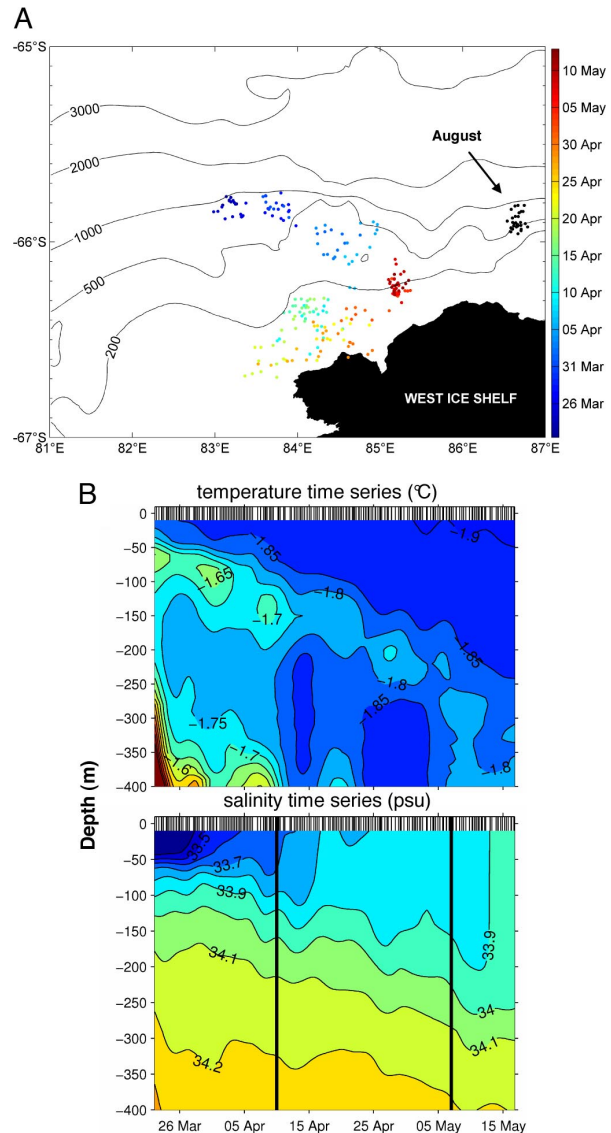 A
-65°S
-66°S
-67°S
81°E 82°E 83°E 84°E 85°E 86°E 87°E
3000
2000
1000
500
200
August
WEST ICE SHELF
10 May
05 May
30 Apr
25 Apr
20 Apr
15 Apr
10 Apr
05 Apr
31 Mar
26 Mar
B
temperature time series (°C)
0
−50
−100
−150
−200
−250
−300
−350
−400
−1.85
−1.9
−1.65
−1.8
−1.7
−1.85
−1.8
−1.85
−1.75
−1.7
−1.6
−1.8
Depth (m)
salinity time series (psu)
0
−50
−100
−150
−200
−250
−300
−350
−400
33.5
33.7
33.9
34.1
34.2
33.9
34
34.1
26 Mar 05 Apr 15 Apr 25 Apr 05 May 15 May